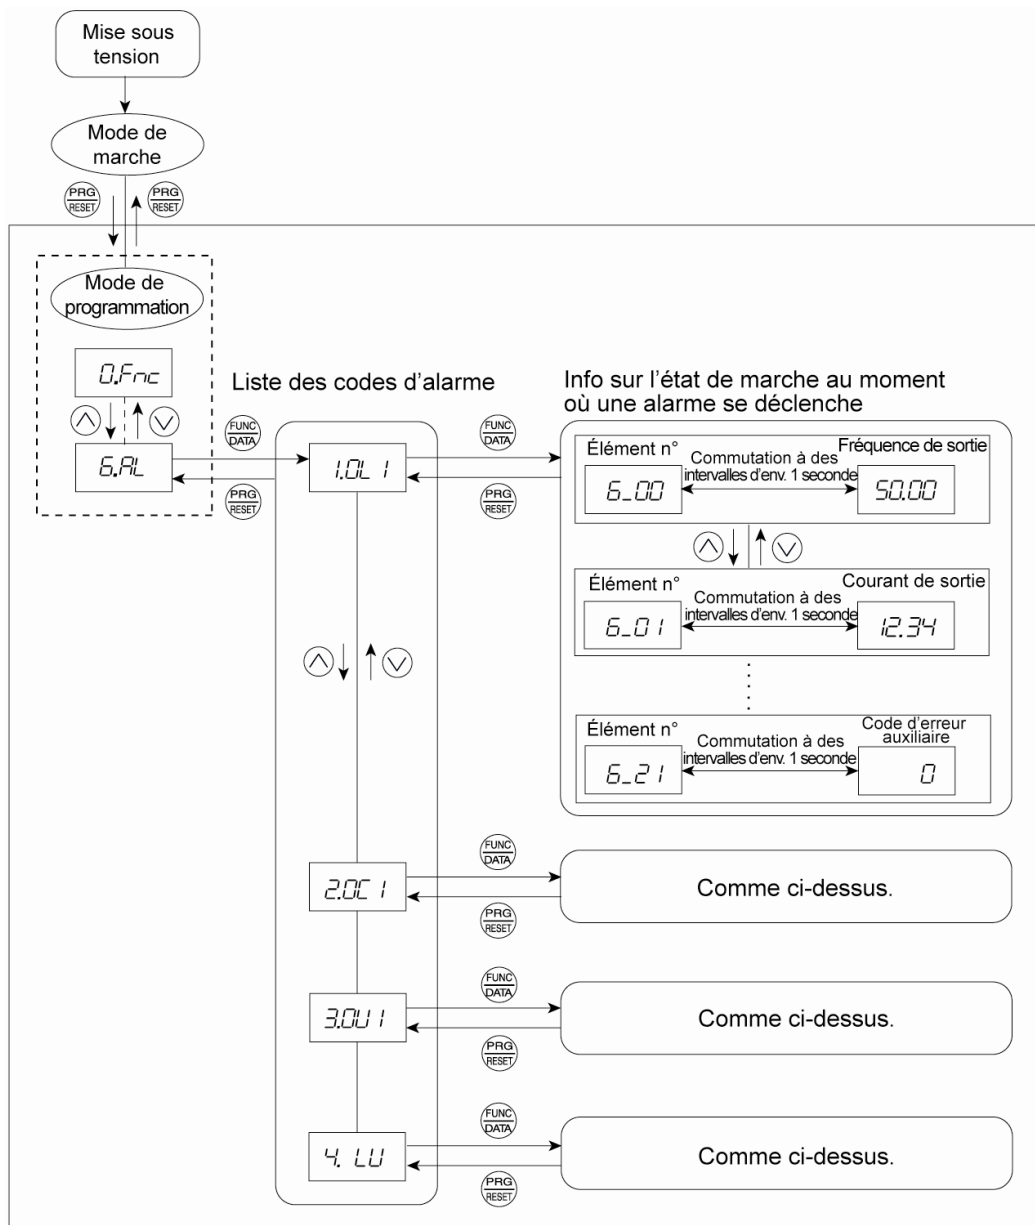 Mise sous
tension
Mode de
marche
PRG
RESET
PRG
RESET
Mode de
programmation
0.Fnc
6.AL
FUNC
DATA
PRG
RESET
Liste des codes d'alarme
1.OL1
FUNC
DATA
PRG
RESET
Info sur l'état de marche au moment
où une alarme se déclenche
Élément n°
Commutation à des
intervalles d'env. 1 seconde
Fréquence de sortie
6_00
50.00
Élément n°
Commutation à des
intervalles d'env. 1 seconde
Courant de sortie
6_01
12.34
Élément n°
Commutation à des
intervalles d'env. 1 seconde
Code d'erreur
auxiliaire
6_21
0
2.OC1
FUNC
DATA
PRG
RESET
Comme ci-dessus.
3.OU1
FUNC
DATA
PRG
RESET
Comme ci-dessus.
4. LU
FUNC
DATA
PRG
RESET
Comme ci-dessus.